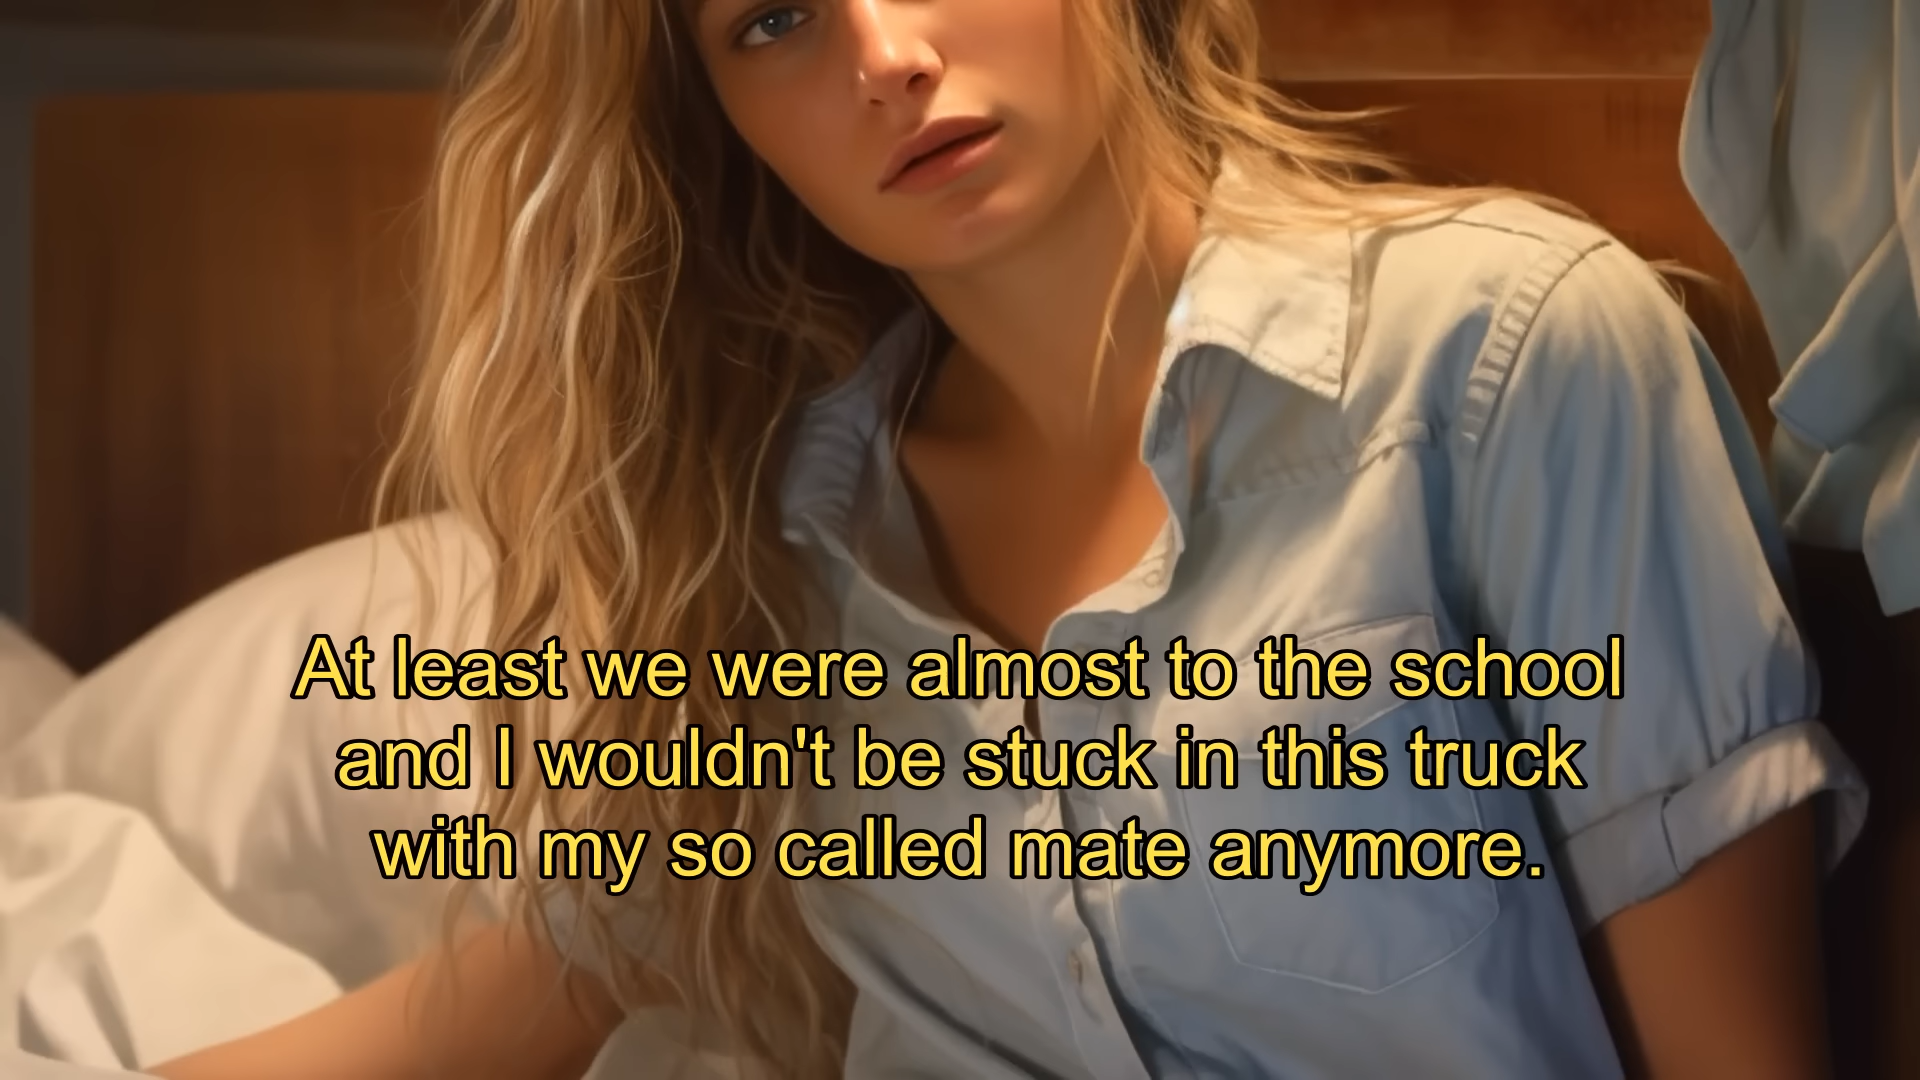 At least we were almost to the school
and I wouldn't be stuck in this truck
with my so called mate anymore.